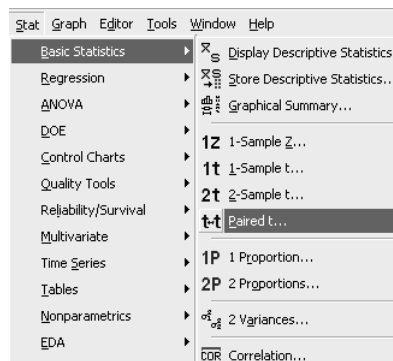 Stat Graph Editor Tools Window Help
Basic Statistics
Regression
ANOVA
DOE
Control Charts
Quality Tools
Reliability/Survival
Multivariate
Time Series
Tables
Nonparametrics
EDA
x̄s Display Descriptive Statistics
x̄s Store Descriptive Statistics..
Graphical Summary...
1Z 1-Sample Z...
1t 1-Sample t...
2t 2-Sample t...
t-t Paired t...
1P 1 Proportion...
2P 2 Proportions...
σ²₁ σ²₂ 2 Variances...
COR Correlation...